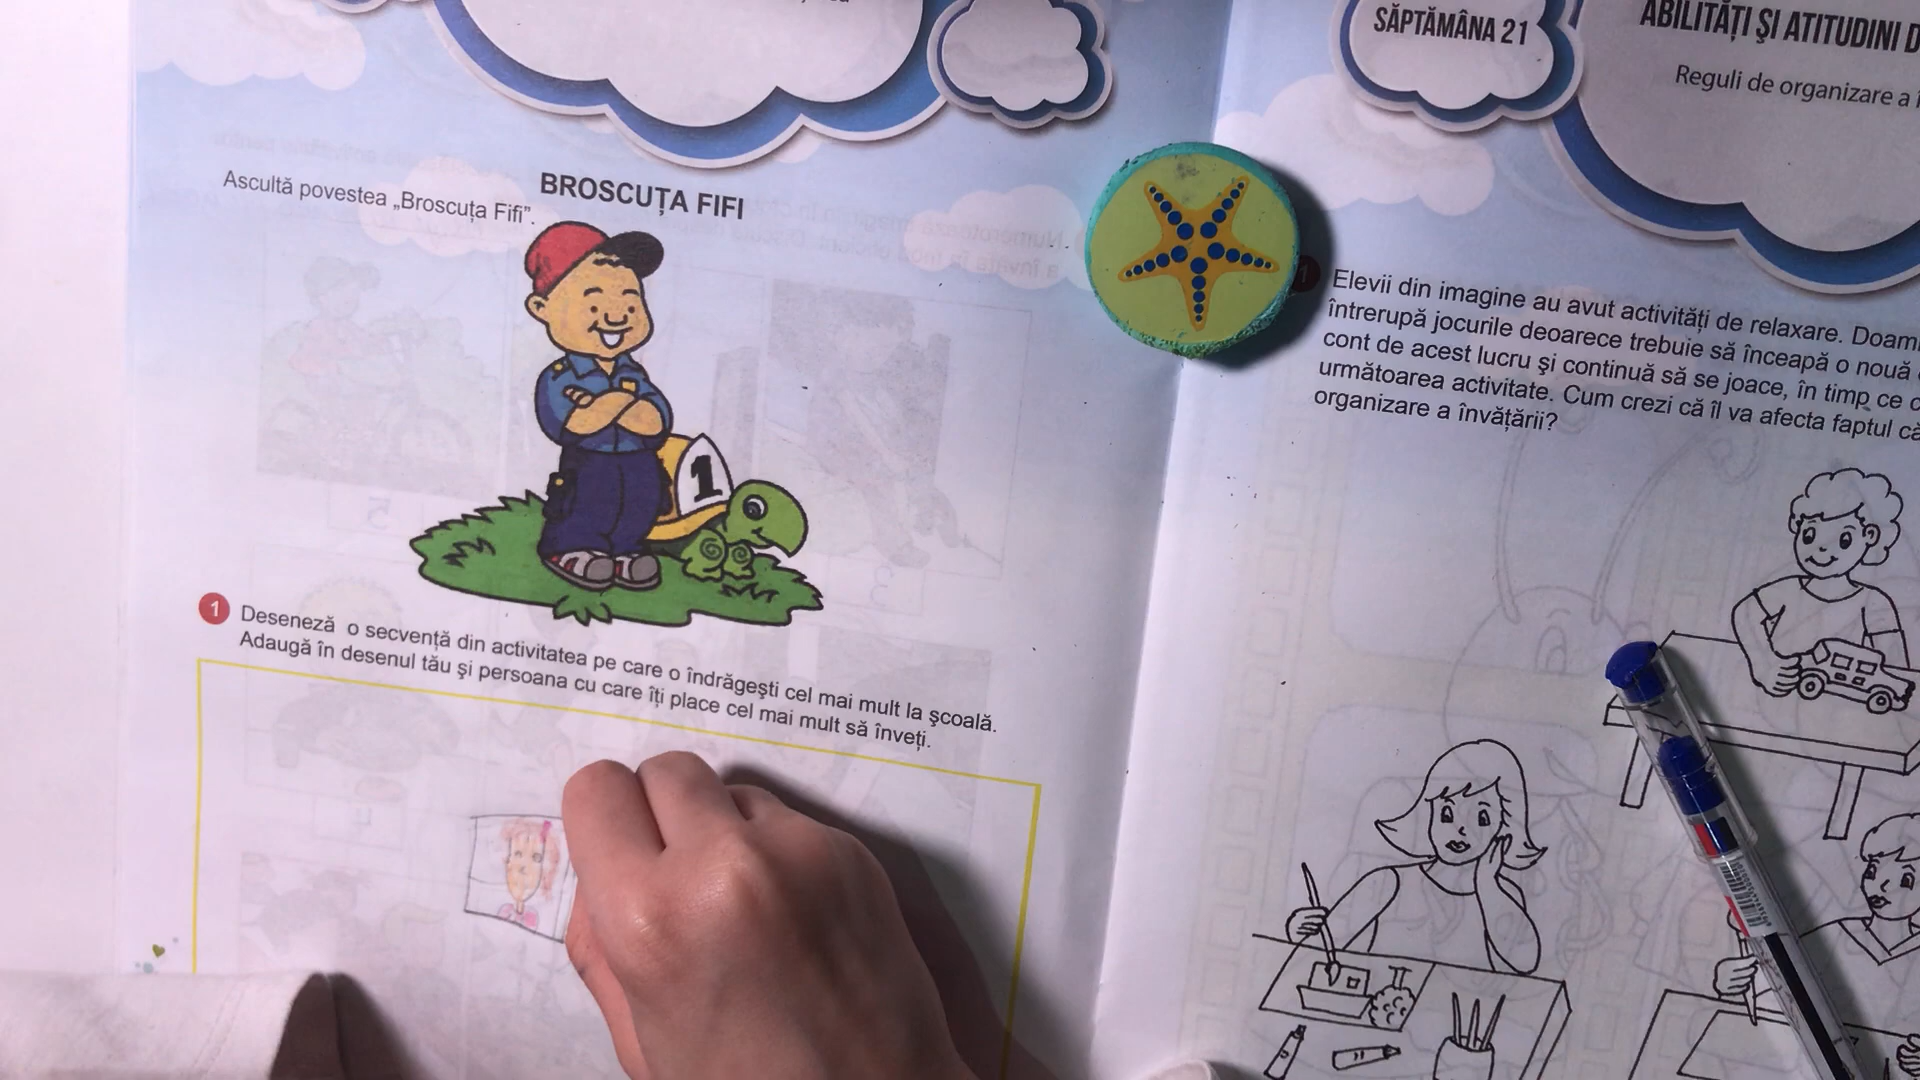 BROSCUȚA FIFI
Ascultă povestea „Broscuța Fifi”.
1
1 Desenează o secvență din activitatea pe care o îndrăgești cel mai mult la școală.
Adaugă în desenul tău și persoana cu care îți place cel mai mult să înveți.
SĂPTĂMÂNA 21
ABILITĂȚI ȘI ATITUDINI
Reguli de organizare a
1 Elevii din imagine au avut activități de relaxare.
întrerupă jocurile deoarece trebuie să înceapă o nouă
cont de acest lucru și continuă să se joace, în timp ce
următoarea activitate. Cum crezi că îl va afecta faptul că
organizare a învățării?